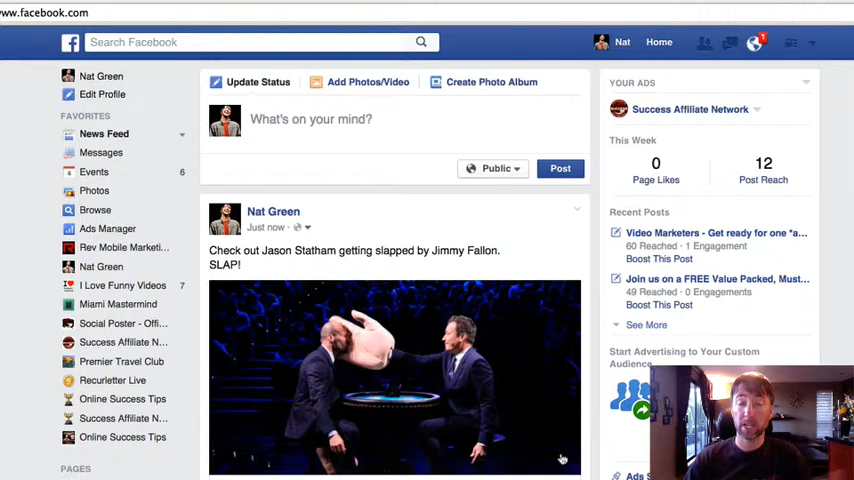 www.facebook.com
Search Facebook
Nat
Home
1
Nat Green
Edit Profile
FAVORITES
News Feed
Messages
Events 6
Photos
Browse
Ads Manager
Rev Mobile Marketi...
Nat Green
I Love Funny Videos 7
Miami Mastermind
Social Poster - Offi...
Success Affiliate N...
Premier Travel Club
Recurletter Live
Online Success Tips
Success Affiliate N...
Online Success Tips
PAGES
Update Status
Add Photos/Video
Create Photo Album
What's on your mind?
Public
Post
Nat Green
Just now ·
Check out Jason Statham getting slapped by Jimmy Fallon.
SLAP!
YOUR ADS
Success Affiliate Network
This Week
0 12
Page Likes Post Reach
Recent Posts
Video Marketers - Get ready for one *a...
60 Reached · 1 Engagement
Boost This Post
Join us on a FREE Value Packed, Must...
49 Reached · 0 Engagements
Boost This Post
See More
Start Advertising to Your Custom
Audience
Ads